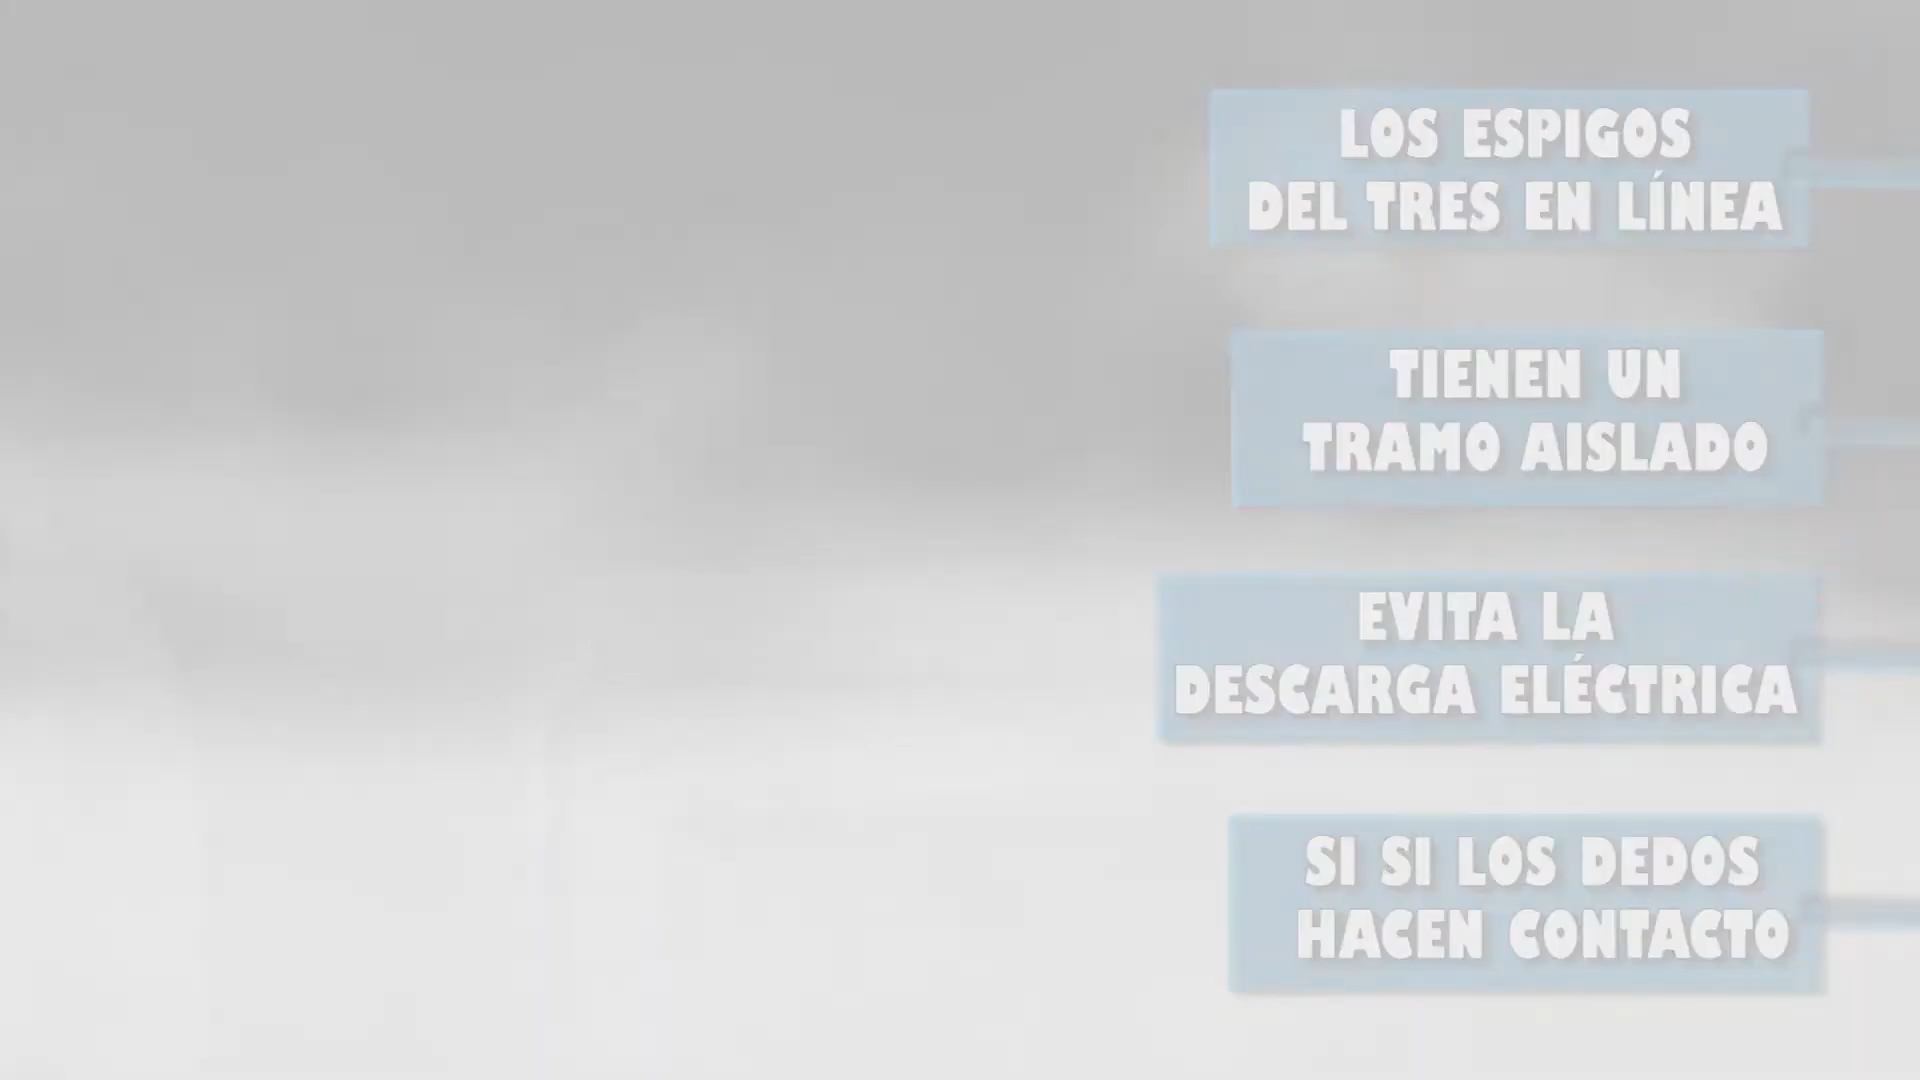 LOS ESPIGOS
DEL TRES EN LÍNEA
TIENEN UN
TRAMO AISLADO
EVITA LA
DESCARGA ELÉCTRICA
SI SI LOS DEDOS
HACEN CONTACTO